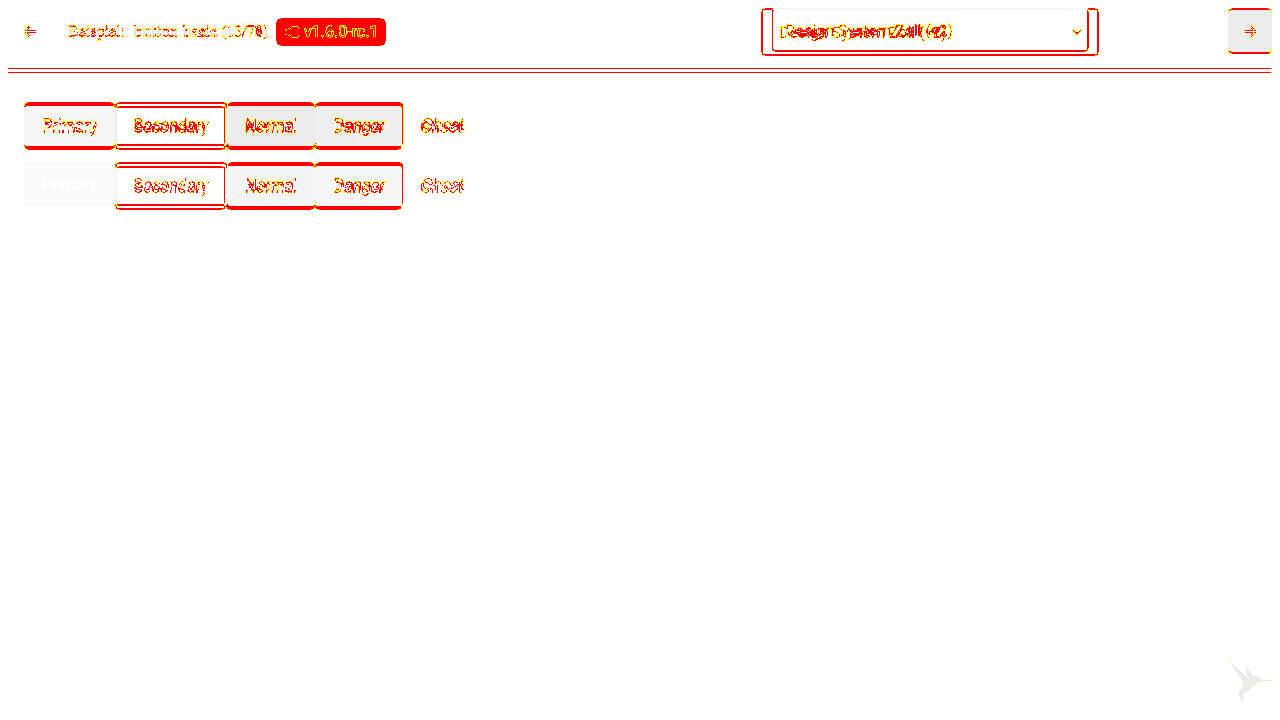 ⇐ Beispiel: button-basic (13/78) v1.6.0-rc.1 Design System Zoll (v2) ⇒
Primary Secondary Normal Danger Ghost
Primary Secondary Normal Danger Ghost